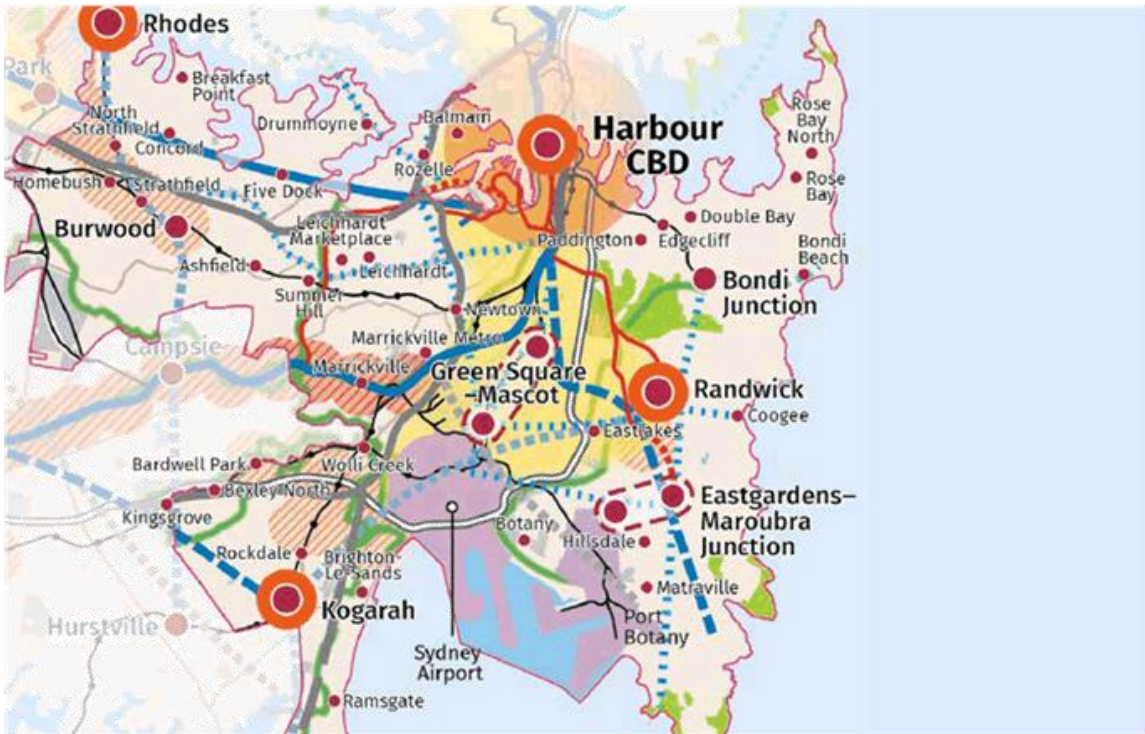 Rhodes
Park
Breakfast
Point
North
Strathfield
Concord
Drummoyne
Balmain
Harbour
CBD
Rose
Bay
North
Homebush
Strathfield
Five Dock
Rozelle
Rose
Bay
Burwood
Leichhardt
Marketplace
Double Bay
Paddington
Edgecliff
Bondi
Beach
Ashfield
Leichhardt
Bondi
Junction
Summer
Hill
Newtown
Campsie
Marrickville Metro
Marrickville
Green Square
–Mascot
Randwick
Coogee
Eastlakes
Bardwell Park
Wolli Creek
Bexley North
Kingsgrove
Eastgardens–
Maroubra
Junction
Botany
Hillsdale
Rockdale
Brighton-
Le-Sands
Matraville
Kogarah
Hurstville
Port
Botany
Sydney
Airport
Ramsgate